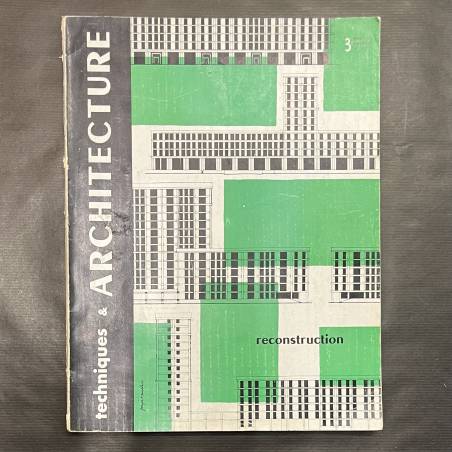 techniques & ARCHITECTURE
3
reconstruction